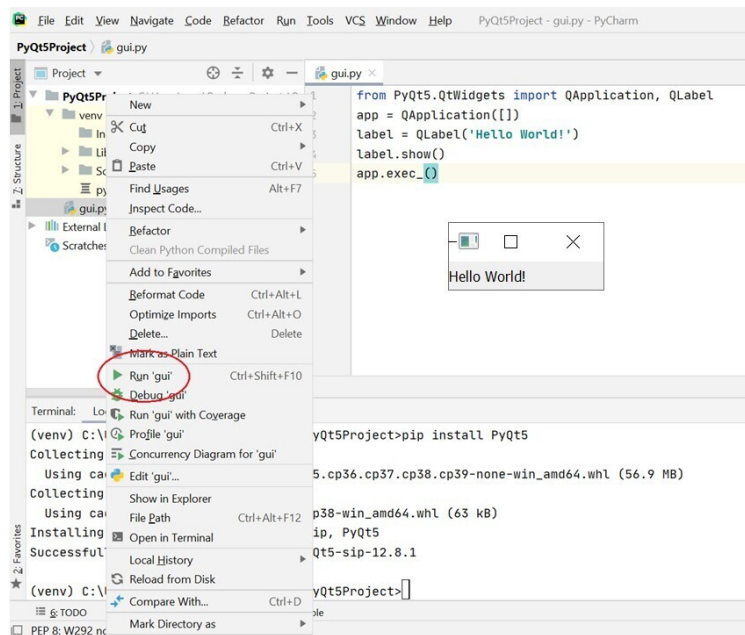 File Edit View Navigate Code Refactor Run Tools VCS Window Help PyQt5Project - gui.py - PyCharm
PyQt5Project gui.py
1: Project
Project
gui.py
PyQt5Pr
venv
Lib
gui.py
External
Scratches
1
from PyQt5.QtWidgets import QApplication, QLabel
app = QApplication([])
label = QLabel('Hello World!')
label.show()
app.exec_()
Hello World!
New
Cut Ctrl+X
Copy
Paste Ctrl+V
Find Usages Alt+F7
Inspect Code...
Refactor
Clean Python Compiled Files
Add to Favorites
Reformat Code Ctrl+Alt+L
Optimize Imports Ctrl+Alt+O
Delete... Delete
Mark as Plain Text
Run 'gui' Ctrl+Shift+F10
Debug 'gui'
Run 'gui' with Coverage
Profile 'gui'
Concurrency Diagram for 'gui'
Edit 'gui'...
Show in Explorer
File Path Ctrl+Alt+F12
Open in Terminal
Local History
Reload from Disk
Compare With... Ctrl+D
Mark Directory as
7: Structure
2: Favorites
Terminal: Lo
(venv) C:\ yQt5Project>pip install PyQt5
Collecting
Using ca 5.cp36.cp37.cp38.cp39-none-win_amd64.whl (56.9 MB)
Collecting
Using ca p38-win_amd64.whl (63 kB)
Installing ip, PyQt5
Successful Qt5-sip-12.8.1
(venv) C:\ yQt5Project>
6: TODO
PEP 8: W292 no